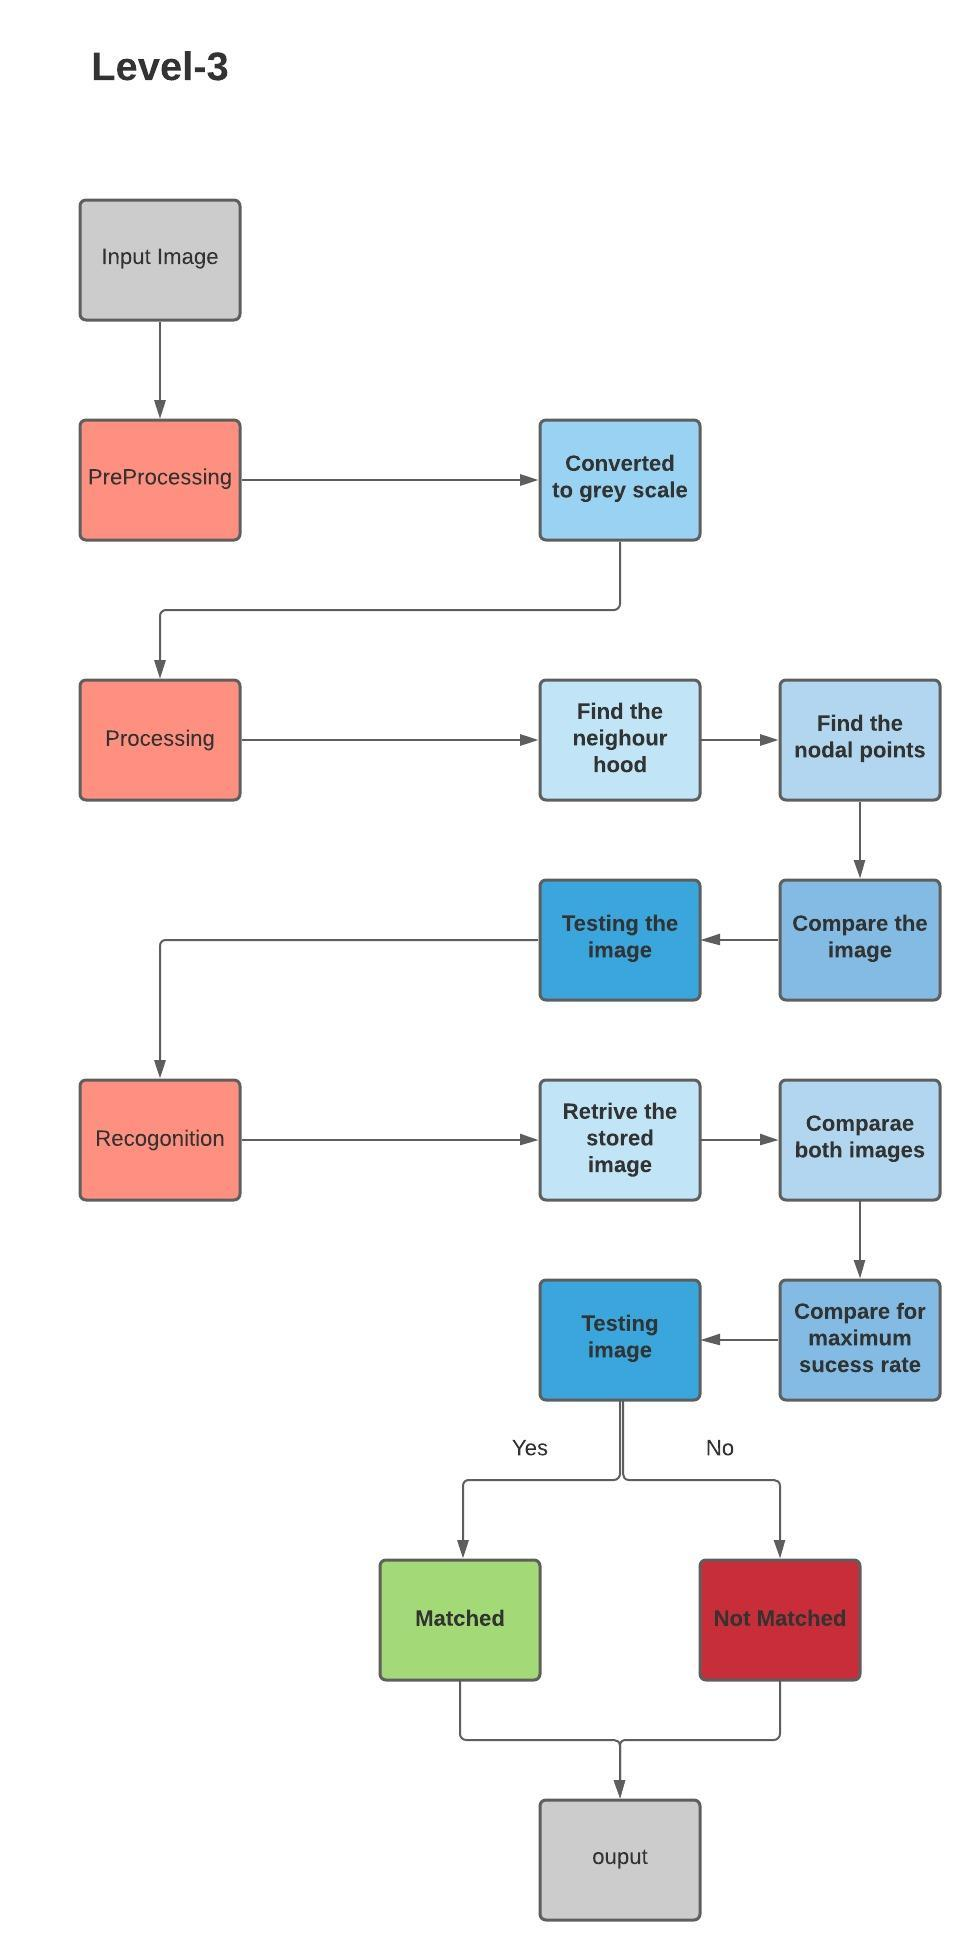 Level-3
Input Image
PreProcessing
Converted
to grey scale
Processing
Find the
neighour
hood
Find the
nodal points
Testing the
image
Compare the
image
Recogonition
Retrive the
stored
image
Comparae
both images
Testing
image
Compare for
maximum
sucess rate
Yes
No
Matched
Not Matched
ouput